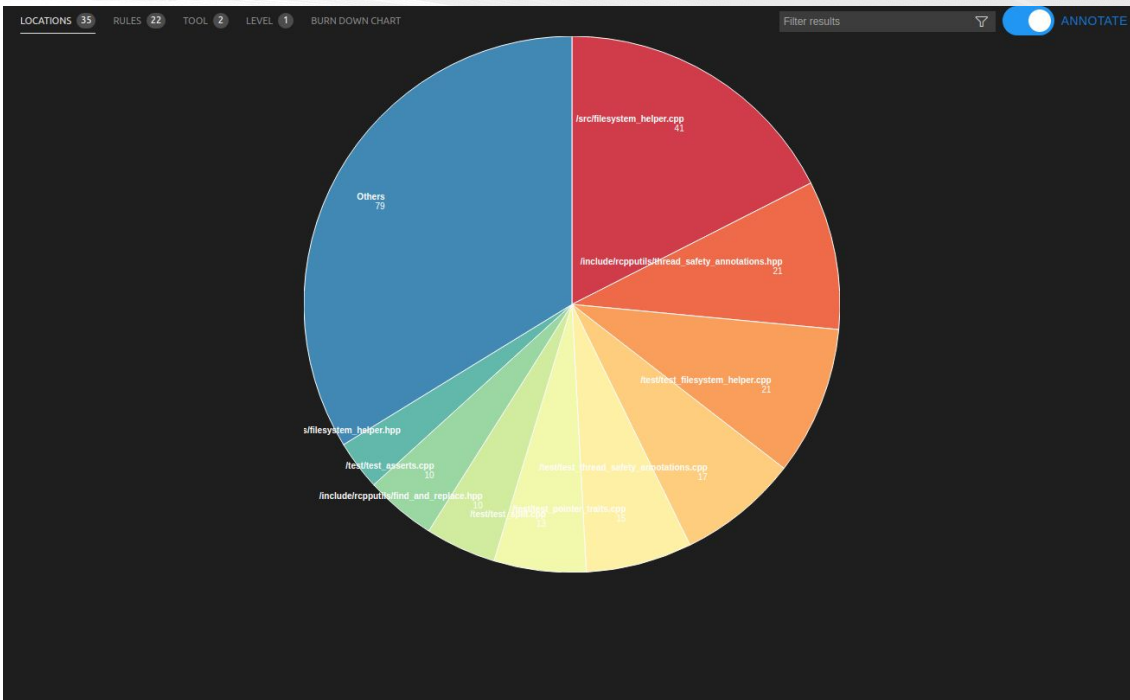 LOCATIONS 35 RULES 22 TOOL 2 LEVEL 1 BURN DOWN CHART Filter results ANNOTATE
/src/filesystem_helper.cpp
41
Others
79
/include/rcpputils/thread_safety_annotations.hpp
21
/test/test_filesystem_helper.cpp
21
s/filesystem_helper.hpp
/test/test_asserts.cpp
10
/test/test_thread_safety_annotations.cpp
17
/include/rcpputils/find_and_replace.hpp
10